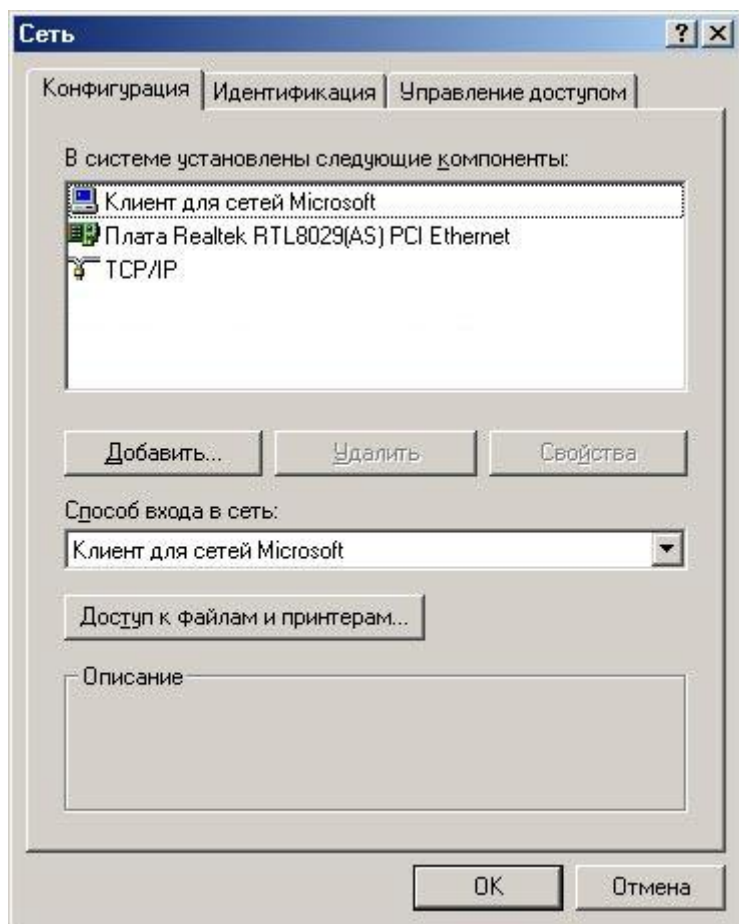 Сеть
Конфигурация Идентификация Управление доступом
В системе установлены следующие компоненты:
Клиент для сетей Microsoft
Плата Realtek RTL8029(AS) PCI Ethernet
TCP/IP
Добавить... Удалить Свойства
Способ входа в сеть:
Клиент для сетей Microsoft
Доступ к файлам и принтерам...
Описание
OK Отмена